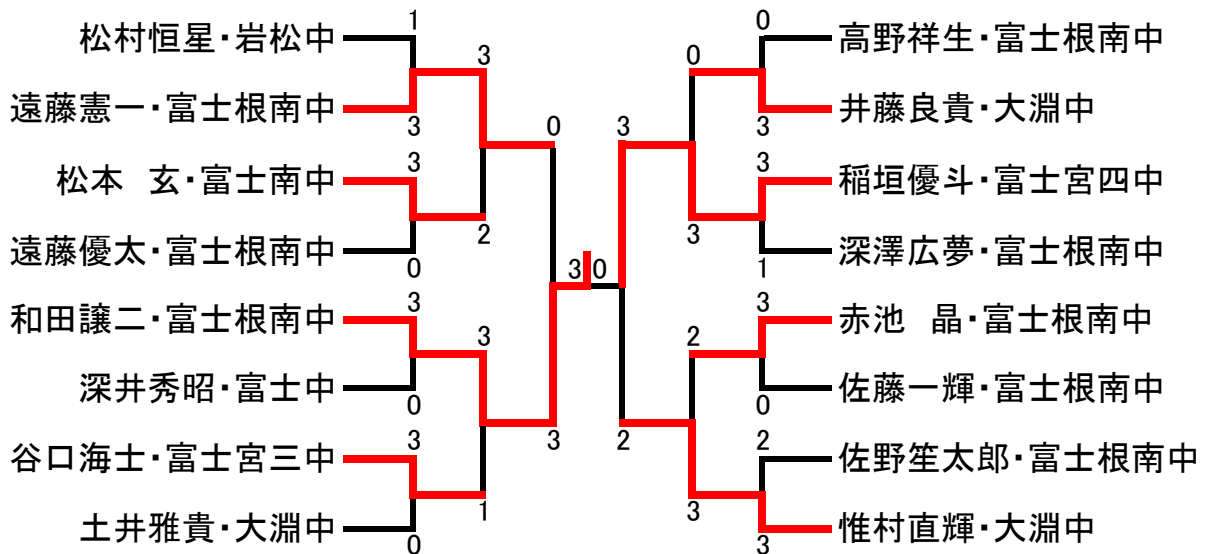 松村恒星・岩松中
遠藤憲一・富士根南中
松本　玄・富士南中
遠藤優太・富士根南中
和田譲二・富士根南中
深井秀昭・富士中
谷口海士・富士宮三中
土井雅貴・大淵中
1
3
3
0
3
0
3
0
3
2
3
1
0
3
3 0
3
2
0
3
2
3
0
3
3
1
3
0
2
3
高野祥生・富士根南中
井藤良貴・大淵中
稲垣優斗・富士宮四中
深澤広夢・富士根南中
赤池　晶・富士根南中
佐藤一輝・富士根南中
佐野笙太郎・富士根南中
惟村直輝・大淵中